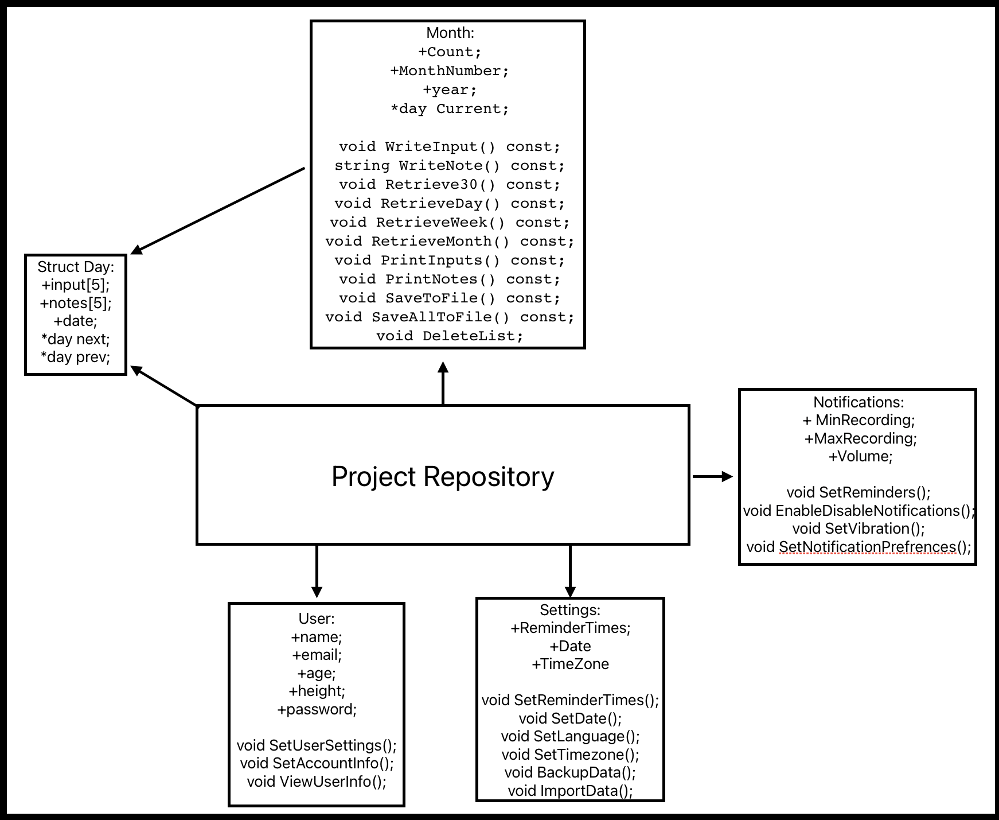 Month:
+Count;
+MonthNumber;
+year;
*day Current;
void WriteInput() const;
string WriteNote() const;
void Retrieve30() const;
void RetrieveDay() const;
void RetrieveWeek() const;
void RetrieveMonth() const;
void PrintInputs() const;
void PrintNotes() const;
void SaveToFile() const;
void SaveAllToFile() const;
void DeleteList;
Struct Day:
+input[5];
+notes[5];
+date;
*day next;
*day prev;
Project Repository
Notifications:
+ MinRecording;
+MaxRecording;
+Volume;
void SetReminders();
void EnableDisableNotifications();
void SetVibration();
void SetNotificationPrefrences();
User:
+name;
+email;
+age;
+height;
+password;
void SetUserSettings();
void SetAccountInfo();
void ViewUserInfo();
Settings:
+ReminderTimes;
+Date
+TimeZone
void SetReminderTimes();
void SetDate();
void SetLanguage();
void SetTimezone();
void BackupData();
void ImportData();